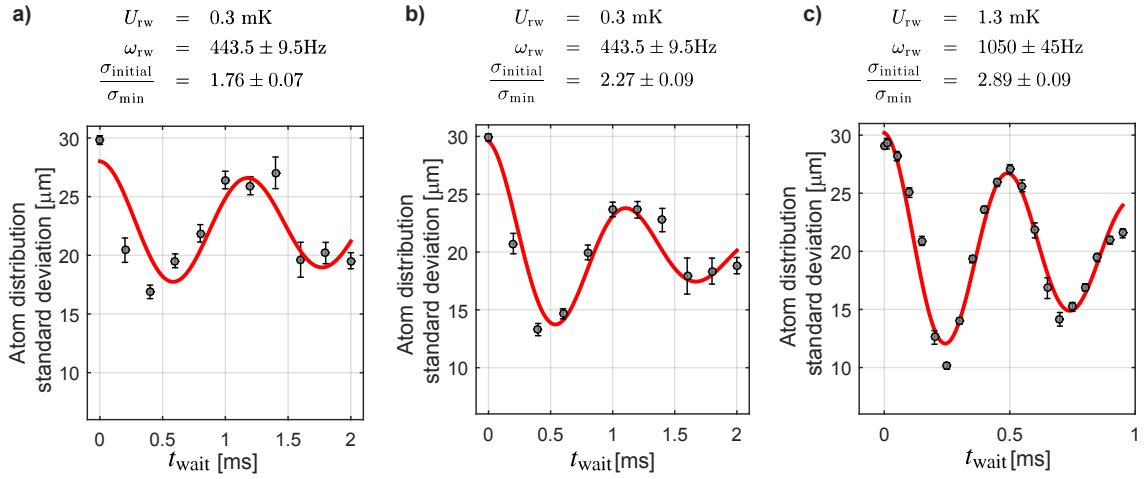 a)
U_rw = 0.3 mK
ω_rw = 443.5 ± 9.5Hz
σ_initial / σ_min = 1.76 ± 0.07
30
25
20
15
10
0 0.5 1 1.5 2
Atom distribution
standard deviation [μm]
t_wait [ms]
b)
U_rw = 0.3 mK
ω_rw = 443.5 ± 9.5Hz
σ_initial / σ_min = 2.27 ± 0.09
30
25
20
15
10
0 0.5 1 1.5 2
Atom distribution
standard deviation [μm]
t_wait [ms]
c)
U_rw = 1.3 mK
ω_rw = 1050 ± 45Hz
σ_initial / σ_min = 2.89 ± 0.09
30
25
20
15
10
0 0.5 1
Atom distribution
standard deviation [μm]
t_wait [ms]